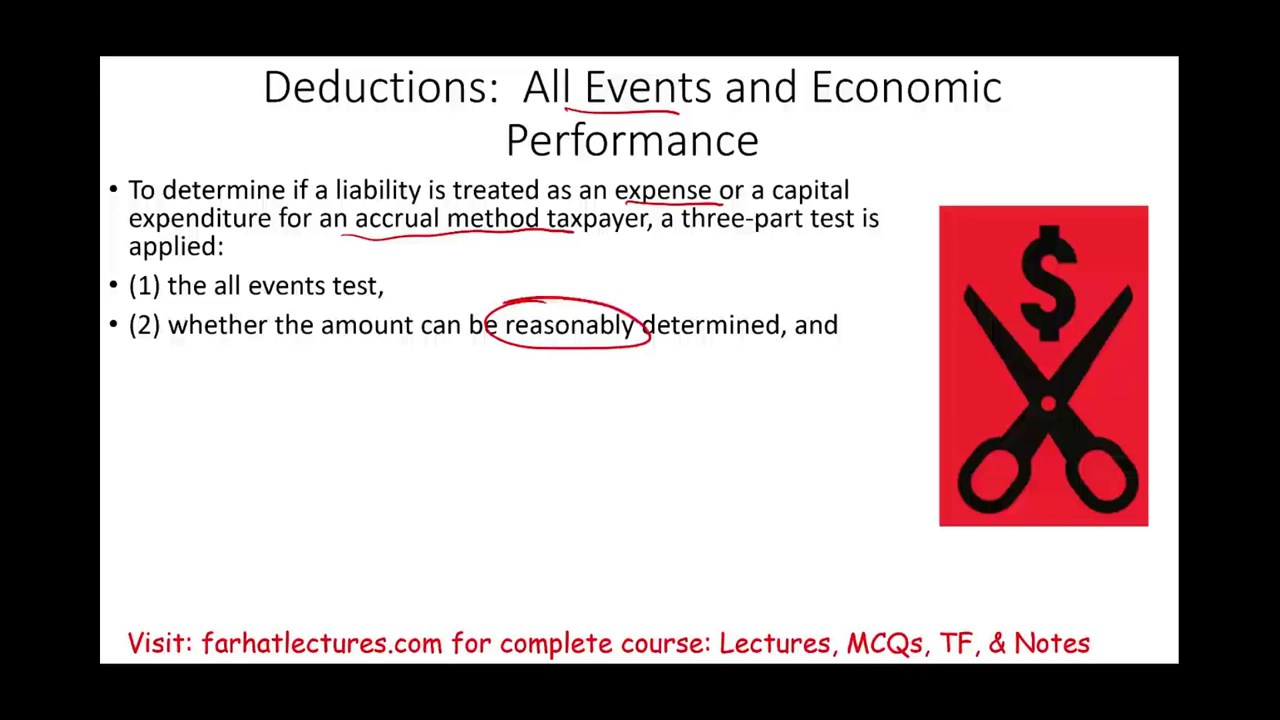 Deductions: All Events and Economic
Performance
• To determine if a liability is treated as an expense or a capital
expenditure for an accrual method taxpayer, a three-part test is
applied:
• (1) the all events test,
• (2) whether the amount can be reasonably determined, and
$
Visit: farhatlectures.com for complete course: Lectures, MCQs, TF, & Notes